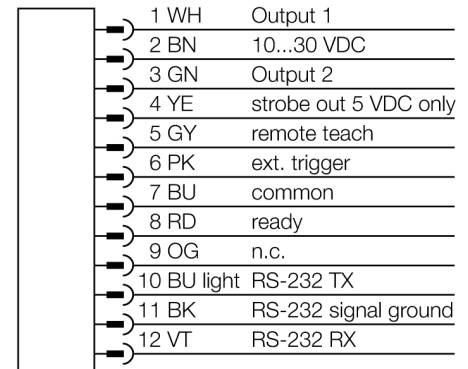 1 WH Output 1
2 BN 10...30 VDC
3 GN Output 2
4 YE strobe out 5 VDC only
5 GY remote teach
6 PK ext. trigger
7 BU common
8 RD ready
9 OG n.c.
10 BU light RS-232 TX
11 BK RS-232 signal ground
12 VT RS-232 RX